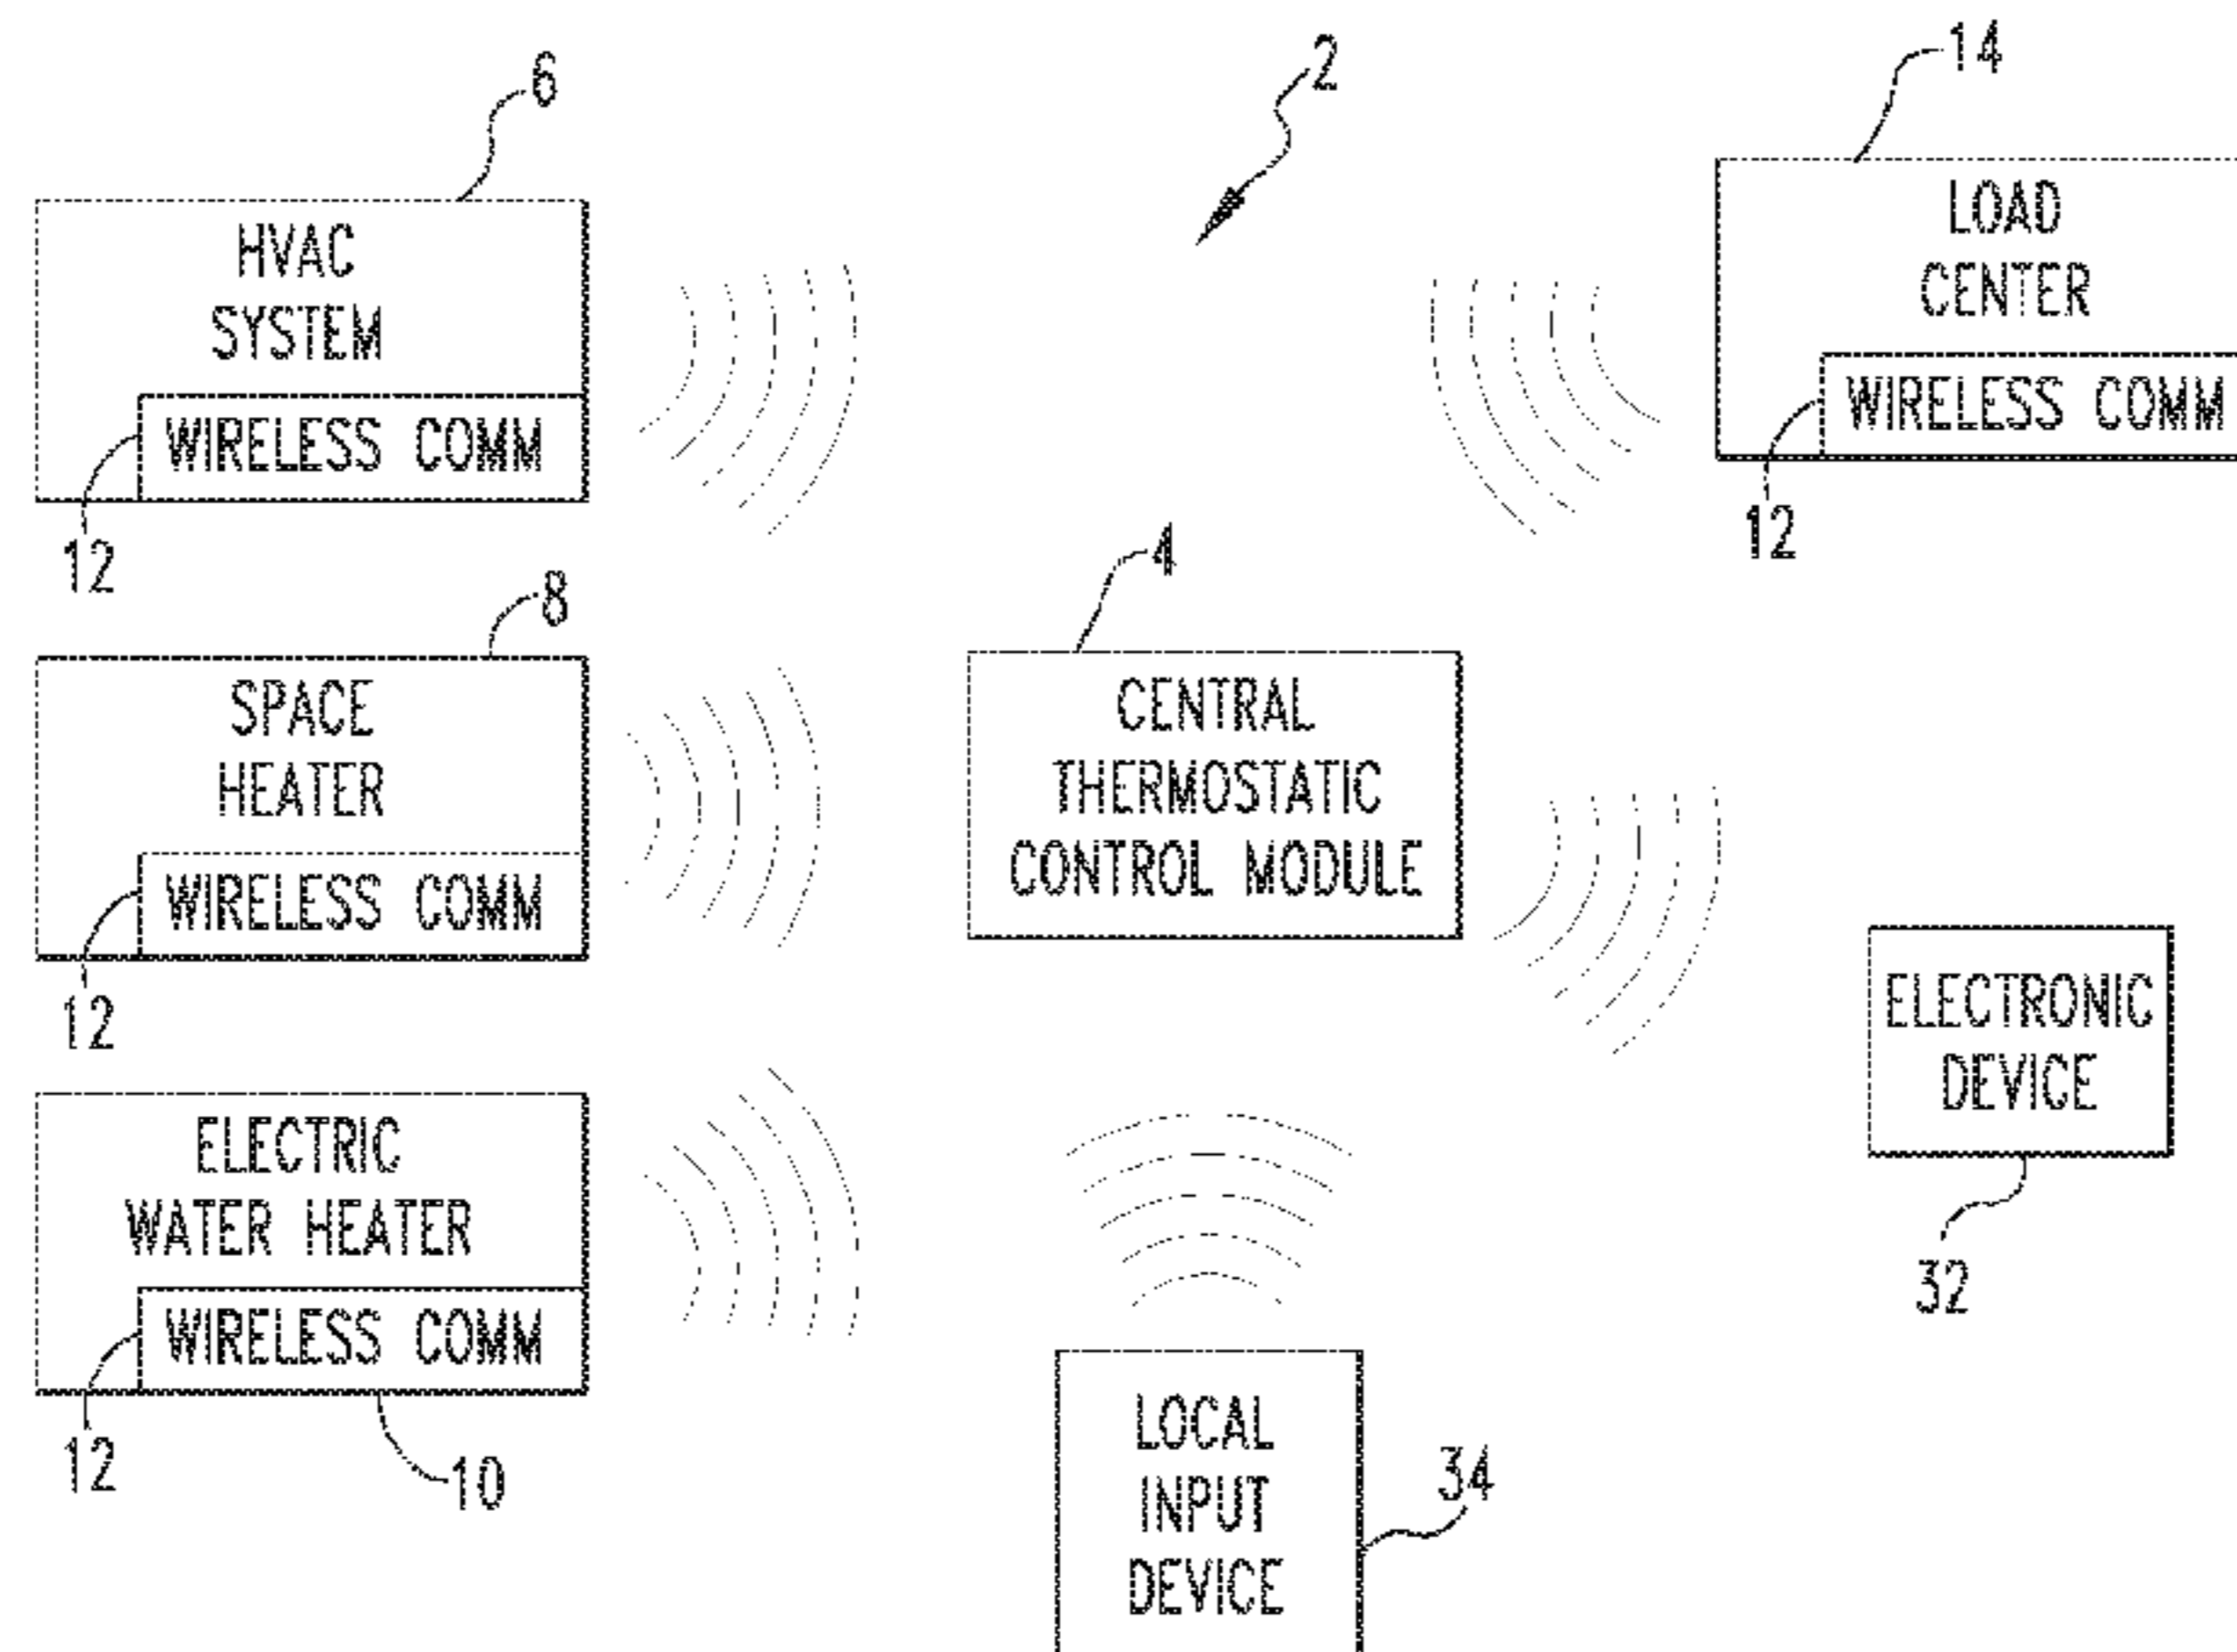 6
HVAC
SYSTEM
WIRELESS COMM
12
2
14
LOAD
CENTER
WIRELESS COMM
12
8
SPACE
HEATER
WIRELESS COMM
12
4
CENTRAL
THERMOSTATIC
CONTROL MODULE
ELECTRONIC
DEVICE
32
ELECTRIC
WATER HEATER
WIRELESS COMM
12
10
LOCAL
INPUT
DEVICE
34